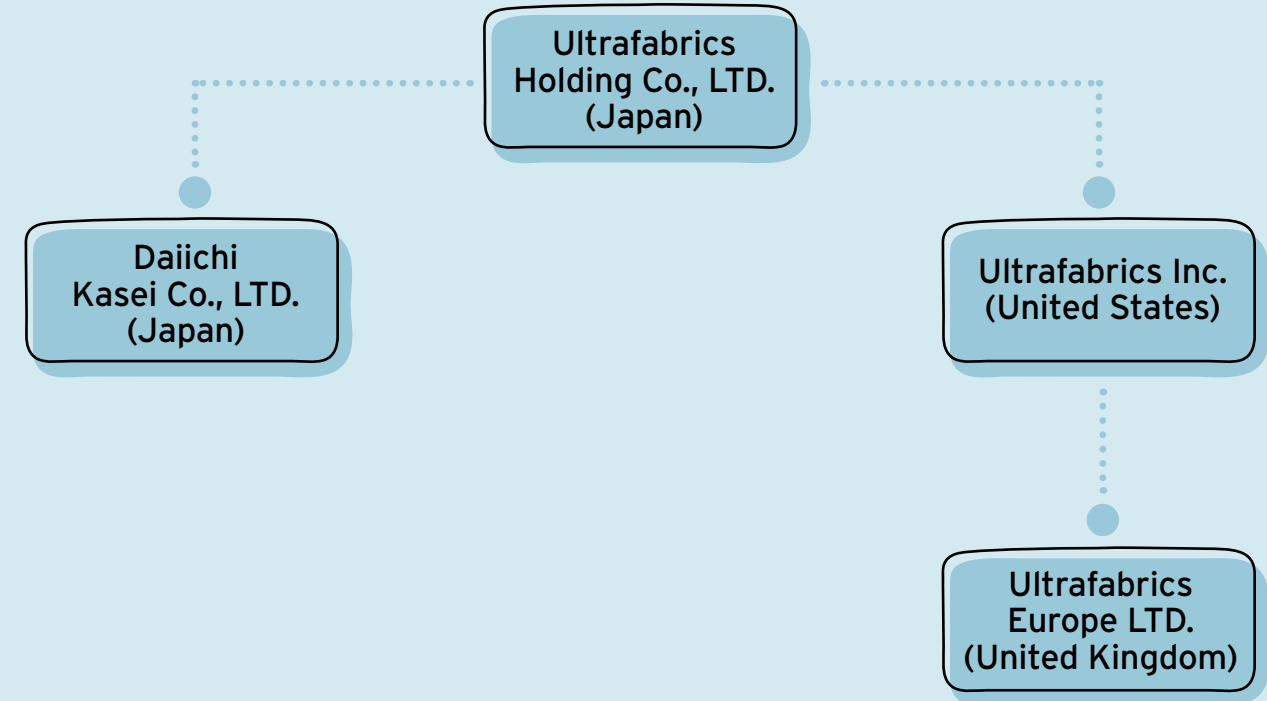 Ultrafabrics
Holding Co., LTD.
(Japan)
Daiichi
Kasei Co., LTD.
(Japan)
Ultrafabrics Inc.
(United States)
Ultrafabrics
Europe LTD.
(United Kingdom)